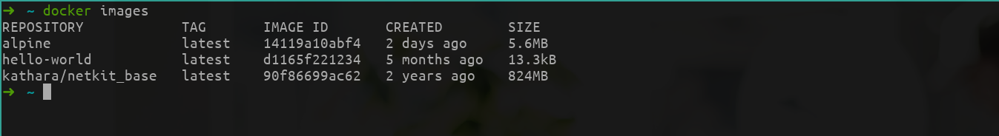 ➜ ~ docker images
REPOSITORY TAG IMAGE ID CREATED SIZE
alpine latest 14119a10abf4 2 days ago 5.6MB
hello-world latest d1165f221234 5 months ago 13.3kB
kathara/netkit_base latest 90f86699ac62 2 years ago 824MB
➜ ~